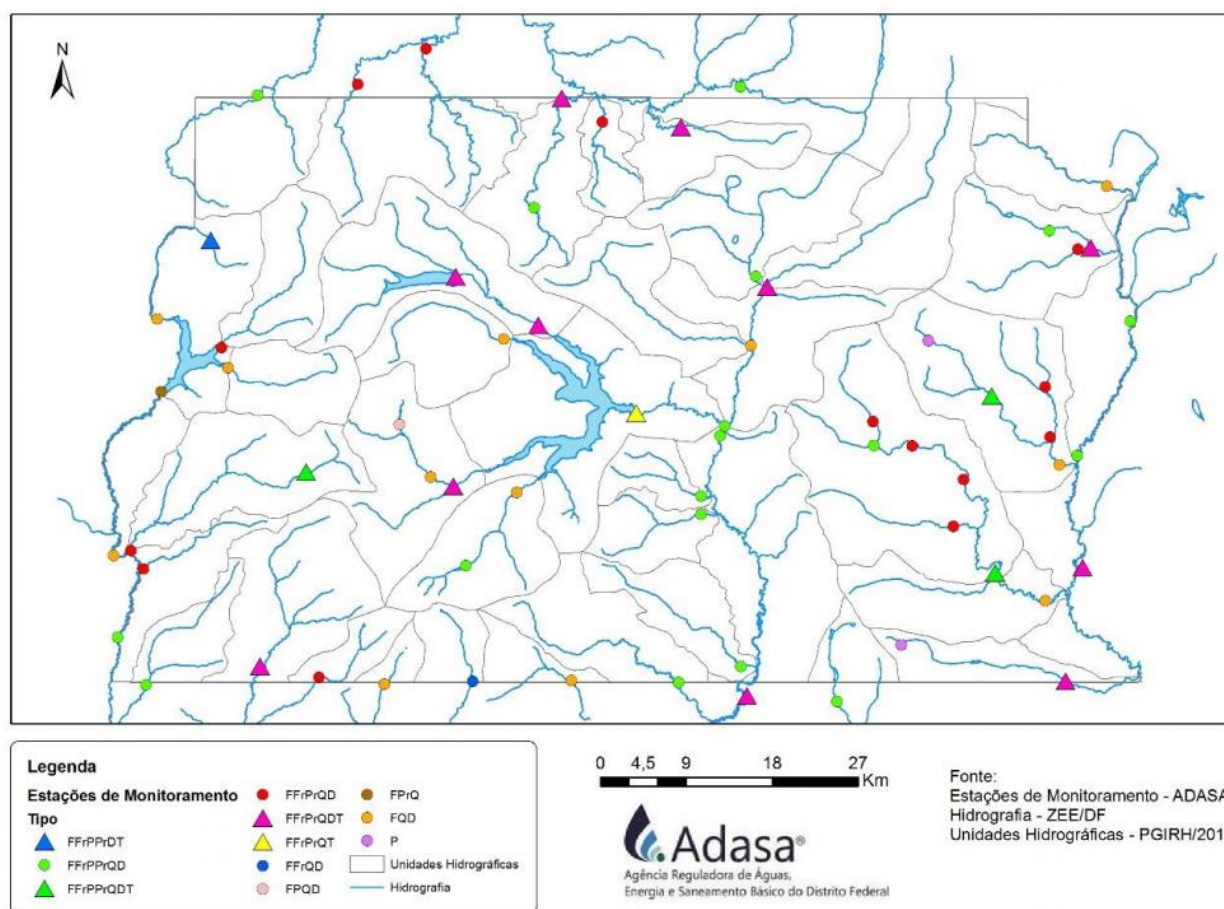 N
Legenda
Estações de Monitoramento
Tipo
FFrPPrDT
FFrPPrQD
FFrPPrQDT
FFrPrQD
FFrPrQDT
FFrPrQT
FFrQD
FPQD
FPrQ
FQD
P
Unidades Hidrográficas
Hidrografia
0 4,5 9 18 27
Km
Adasa®
Agência Reguladora de Águas,
Energia e Saneamento Básico do Distrito Federal
Fonte:
Estações de Monitoramento - ADASA
Hidrografia - ZEE/DF
Unidades Hidrográficas - PGIRH/201